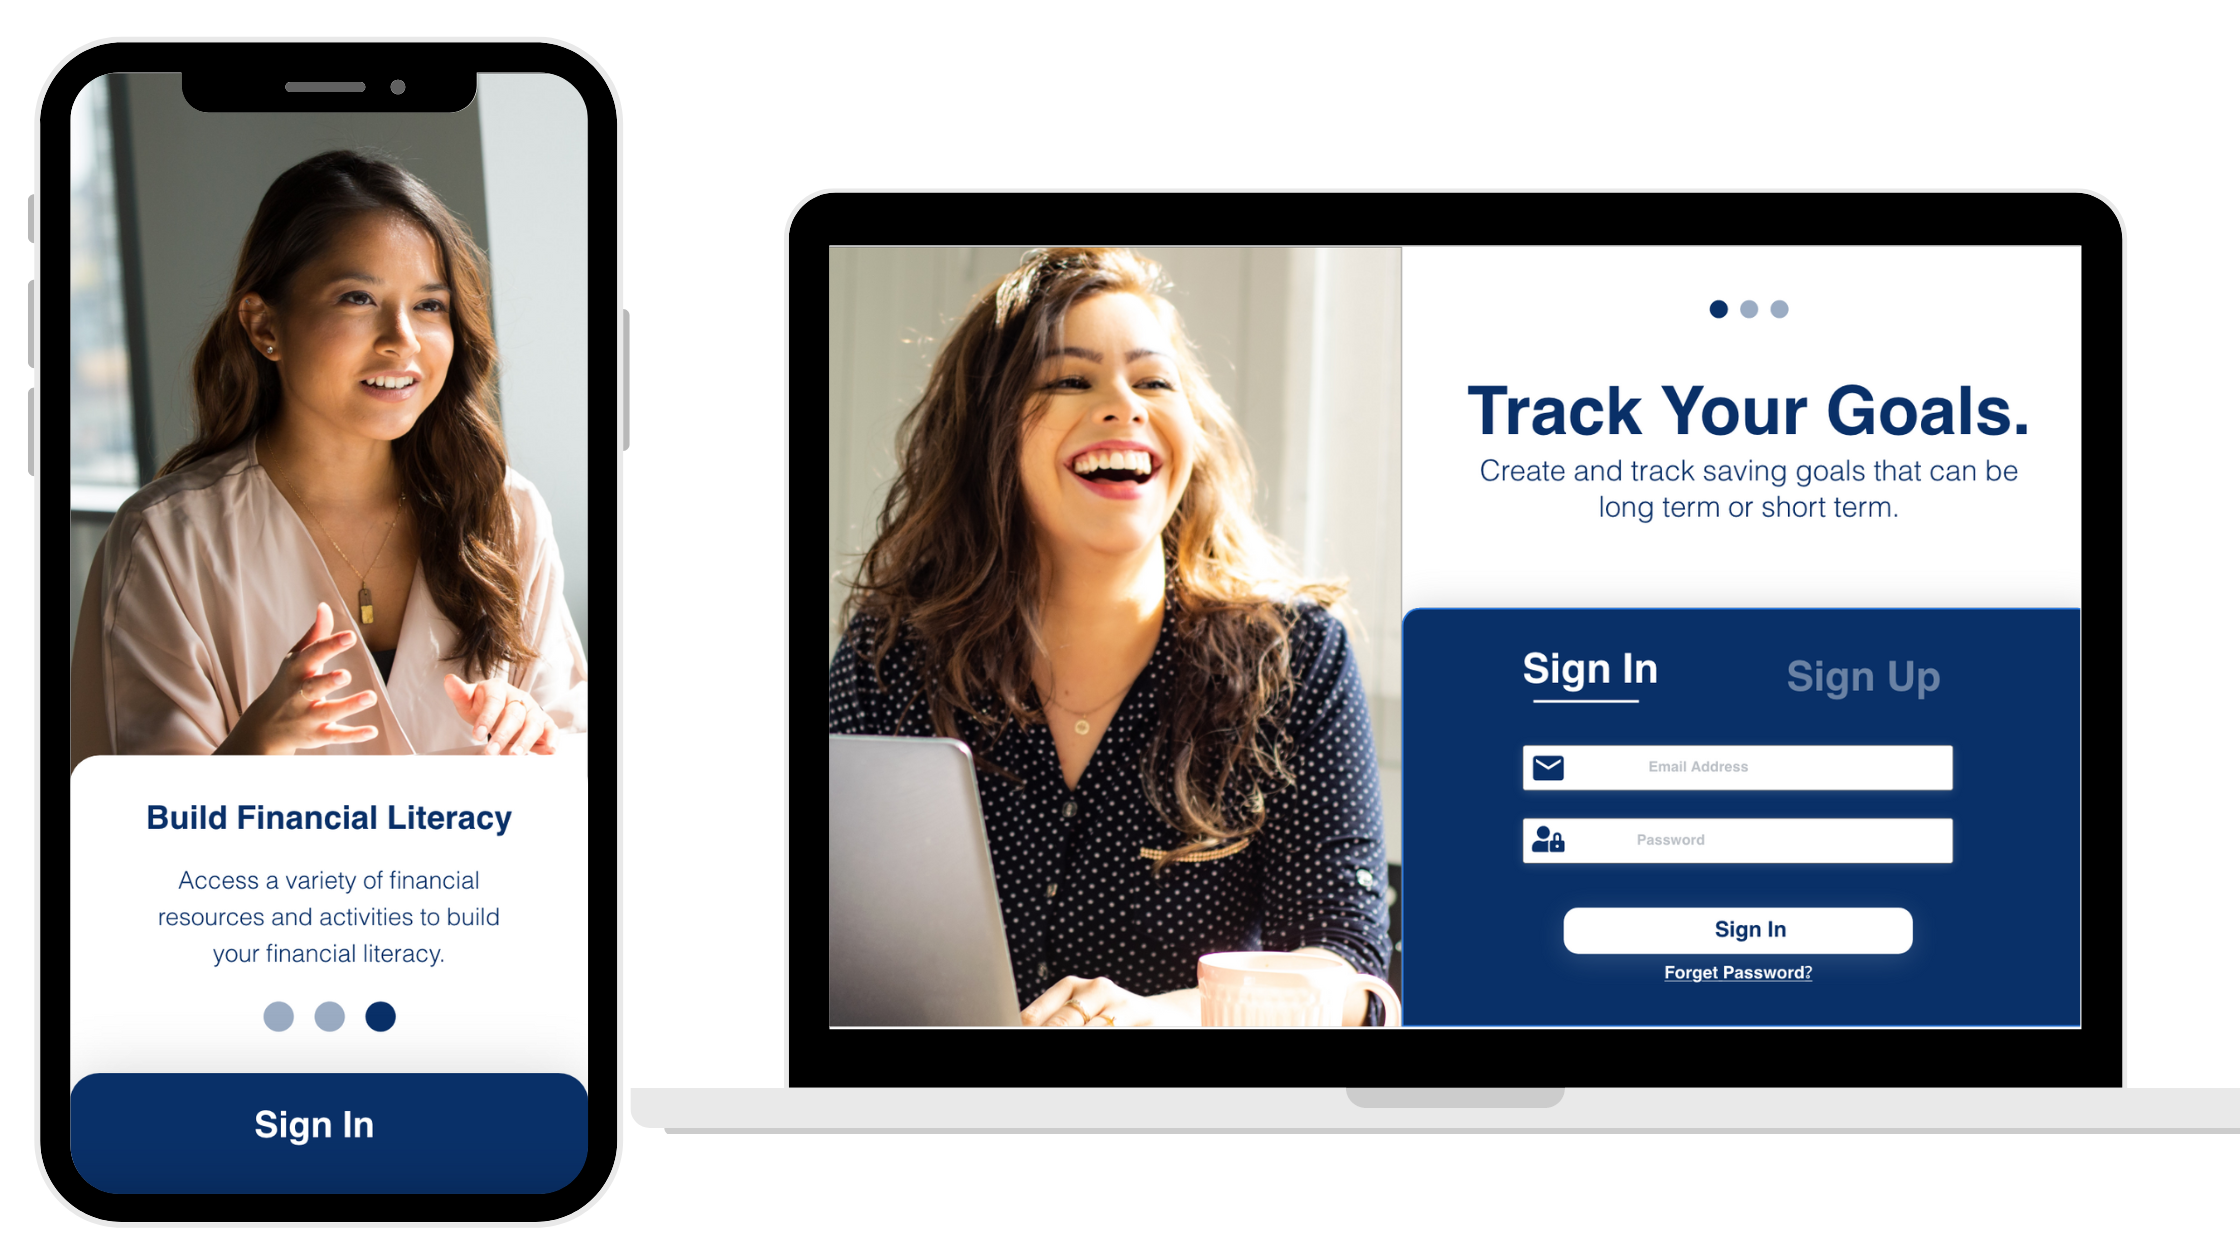 Build Financial Literacy
Access a variety of financial
resources and activities to build
your financial literacy.
Sign In
Track Your Goals.
Create and track saving goals that can be
long term or short term.
Sign In
Sign Up
Email Address
Password
Sign In
Forget Password?